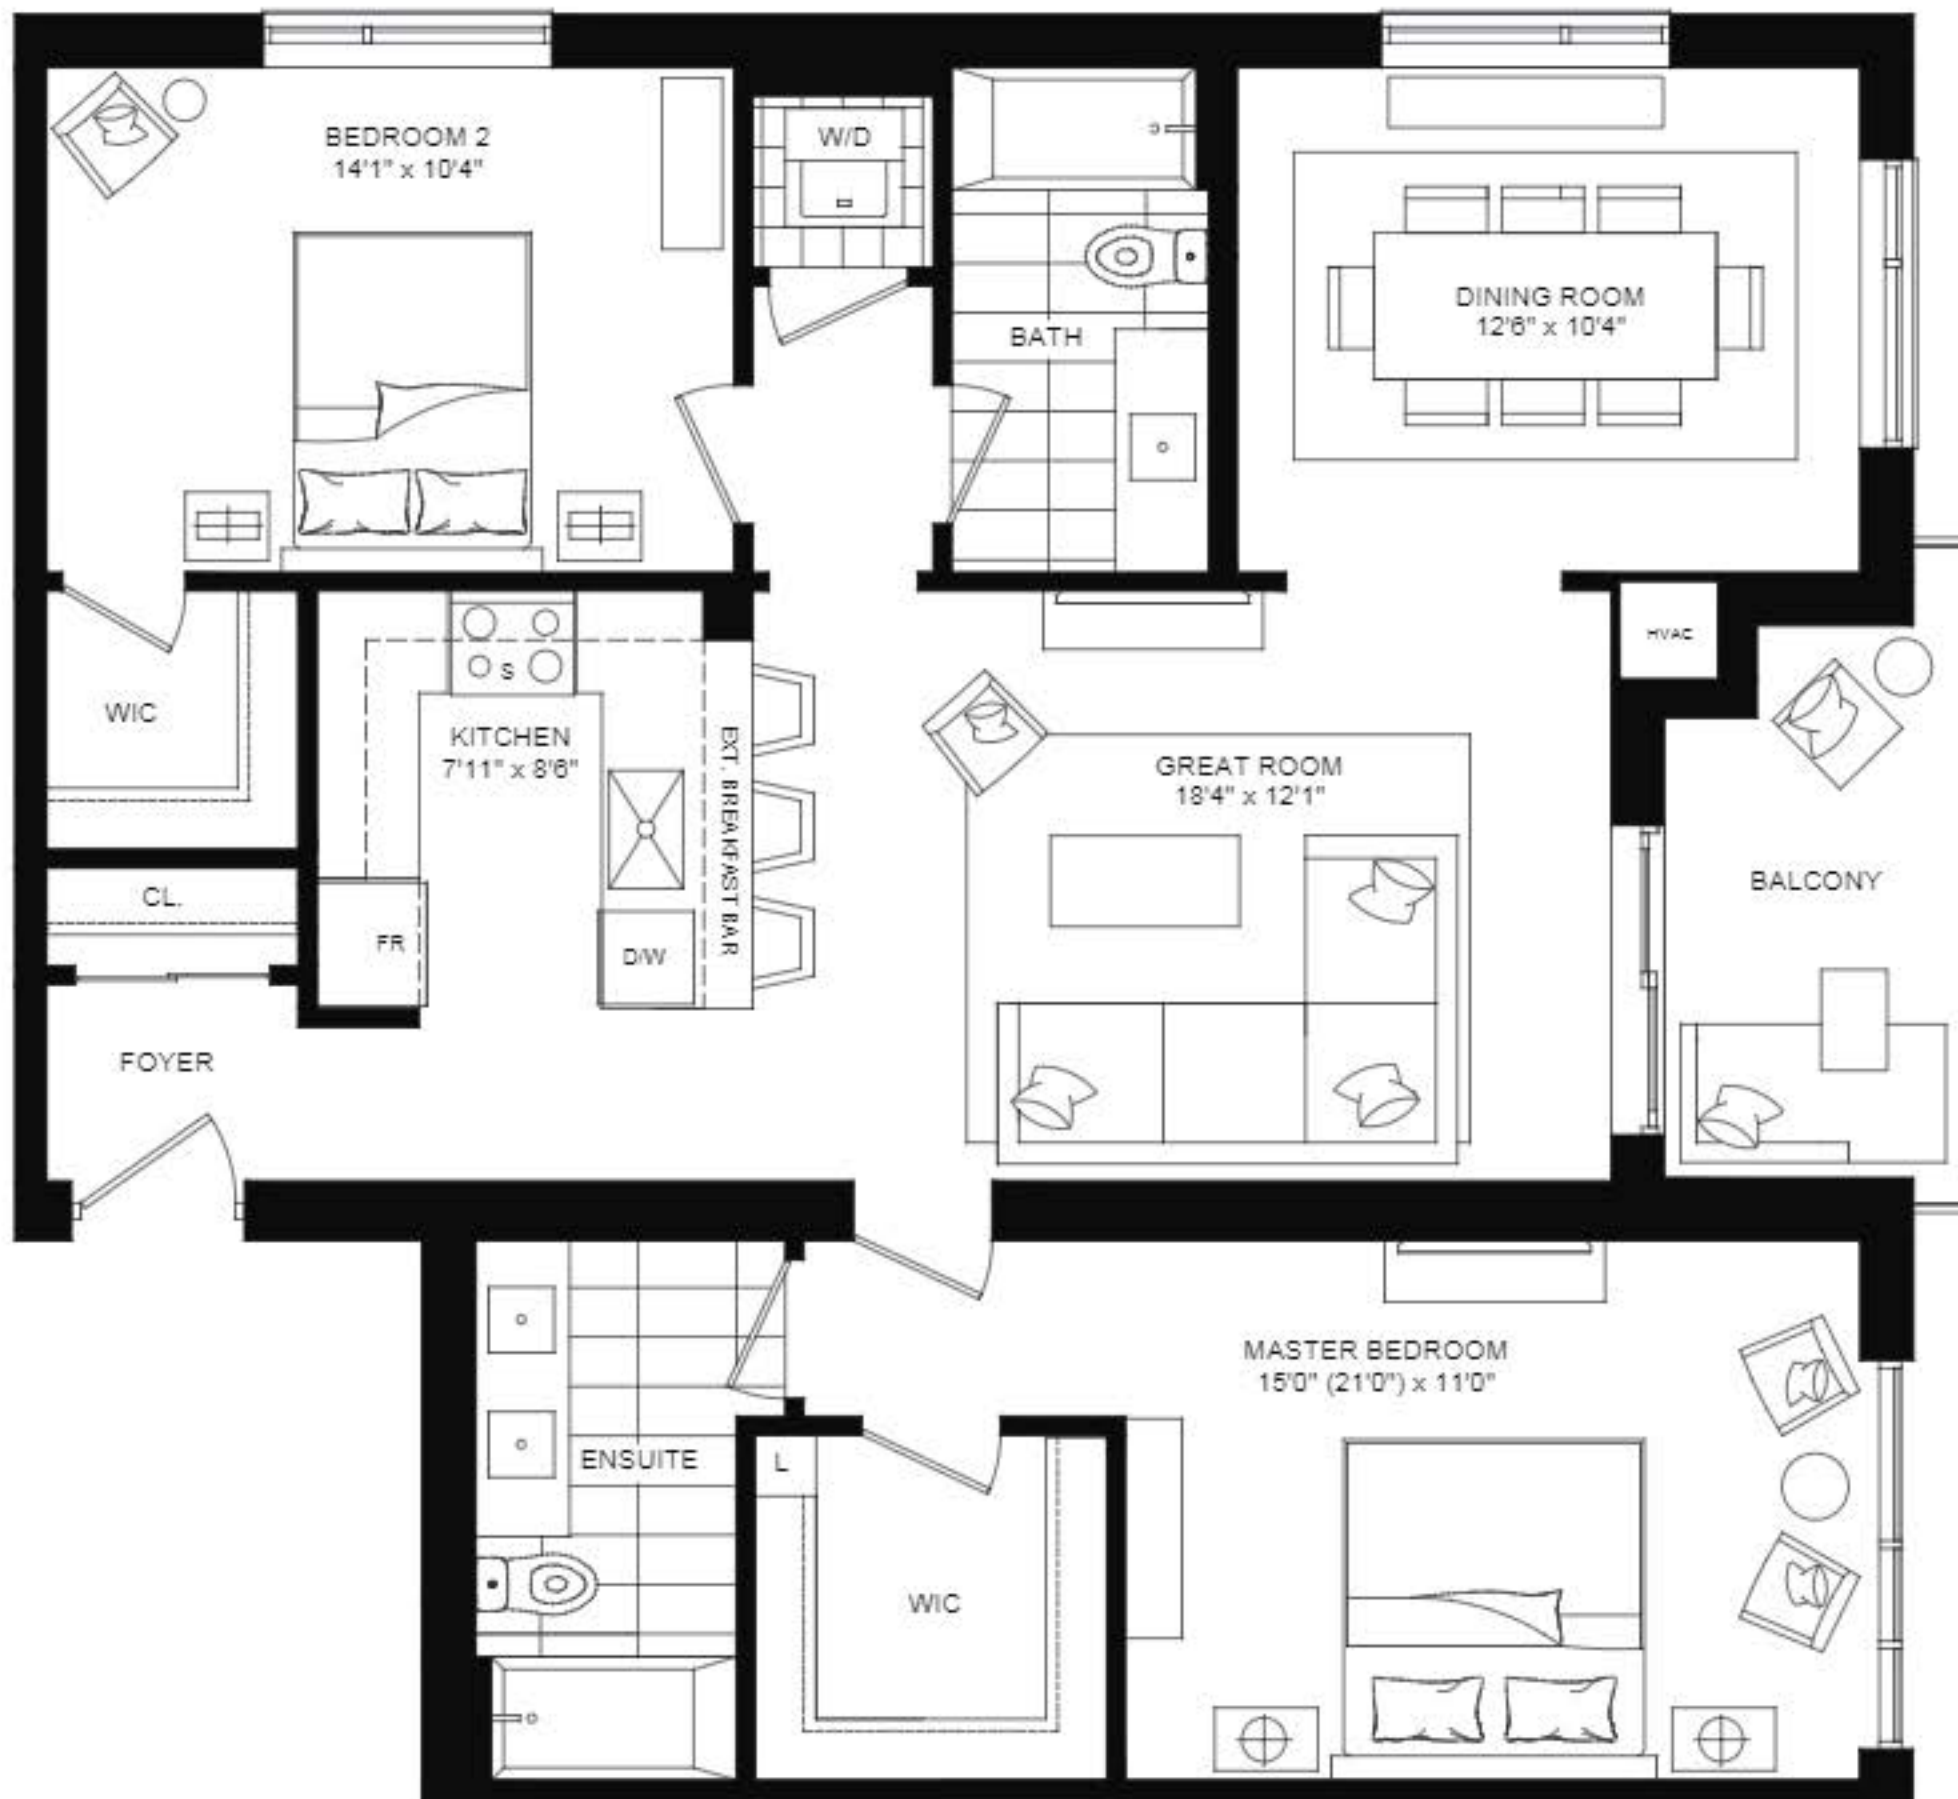 BEDROOM 2
14'1" x 10'4"
W/D
BATH
DINING ROOM
12'6" x 10'4"
HVAC
WIC
S
KITCHEN
7'11" x 8'6"
EXT. BREAKFAST BAR
GREAT ROOM
18'4" x 12'1"
BALCONY
CL.
FR
D/W
FOYER
MASTER BEDROOM
15'0" (21'0") x 11'0"
ENSUITE
L
WIC